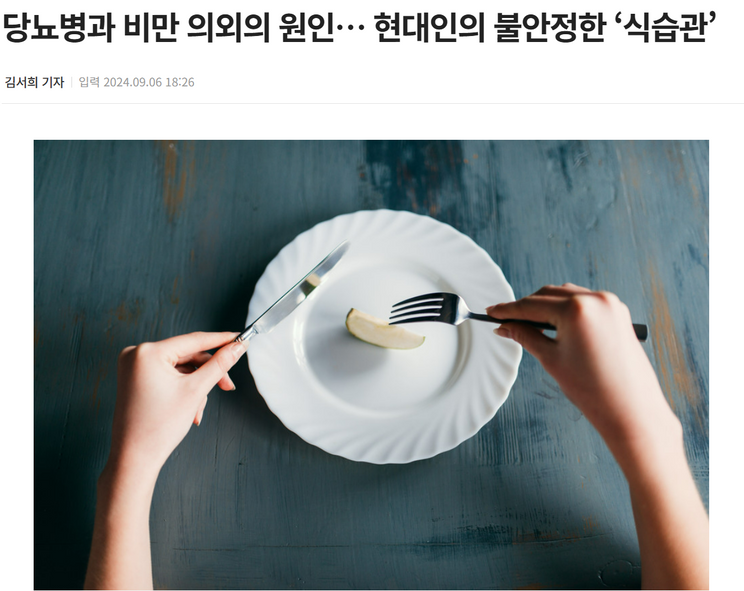 당뇨병과 비만 의외의 원인… 현대인의 불안정한 ‘식습관’
김서희 기자 | 입력 2024.09.06 18:26